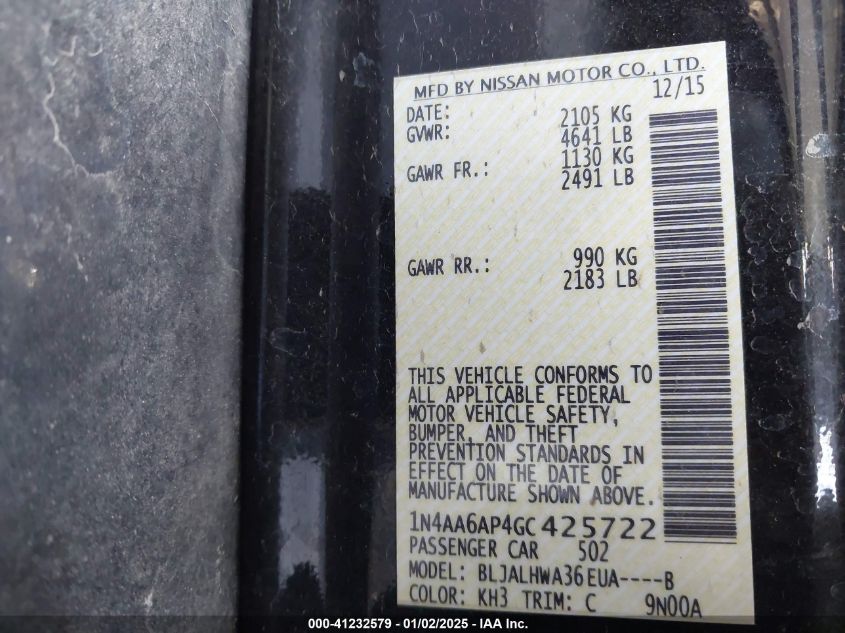 MFD BY NISSAN MOTOR CO., LTD.
DATE: 12/15
GVWR: 2105 KG
4641 LB
GAWR FR.: 1130 KG
2491 LB
GAWR RR.: 990 KG
2183 LB
THIS VEHICLE CONFORMS TO
ALL APPLICABLE FEDERAL
MOTOR VEHICLE SAFETY,
BUMPER, AND THEFT
PREVENTION STANDARDS IN
EFFECT ON THE DATE OF
MANUFACTURE SHOWN ABOVE.
1N4AA6AP4GC425722
PASSENGER CAR 502
MODEL: BLJALHWA36EUA----B
COLOR: KH3 TRIM: C 9N00A
000-41232579 - 01/02/2025 - IAA Inc.